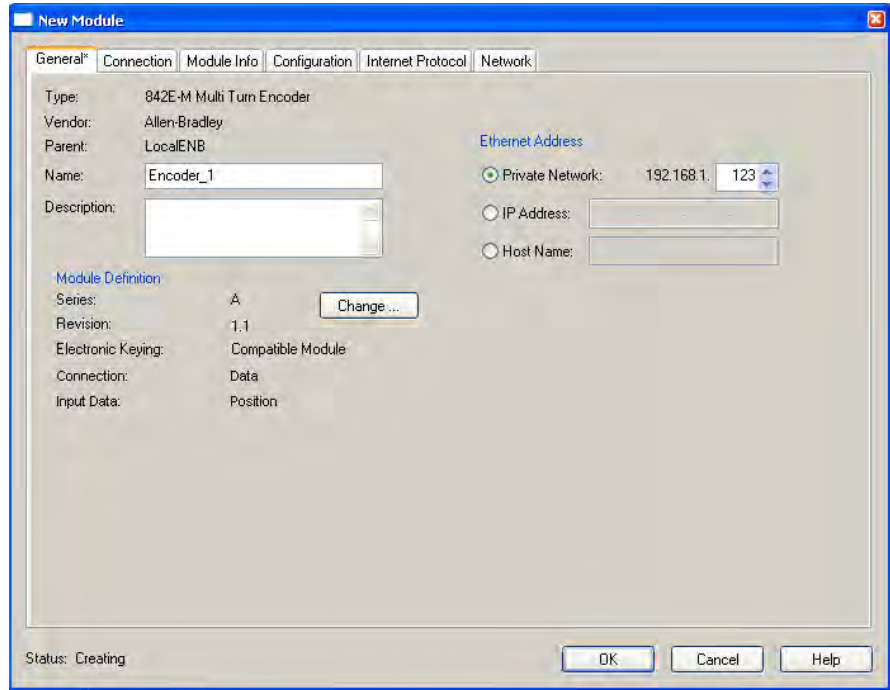 New Module
General* Connection Module Info Configuration Internet Protocol Network
Type: 842E-M Multi Turn Encoder
Vendor: Allen-Bradley
Parent: LocalENB
Name: Encoder_1
Description:
Ethernet Address
Private Network: 192.168.1. 123
IP Address:
Host Name:
Module Definition
Series: A
Change ...
Revision: 1.1
Electronic Keying: Compatible Module
Connection: Data
Input Data: Position
Status: Creating
OK Cancel Help